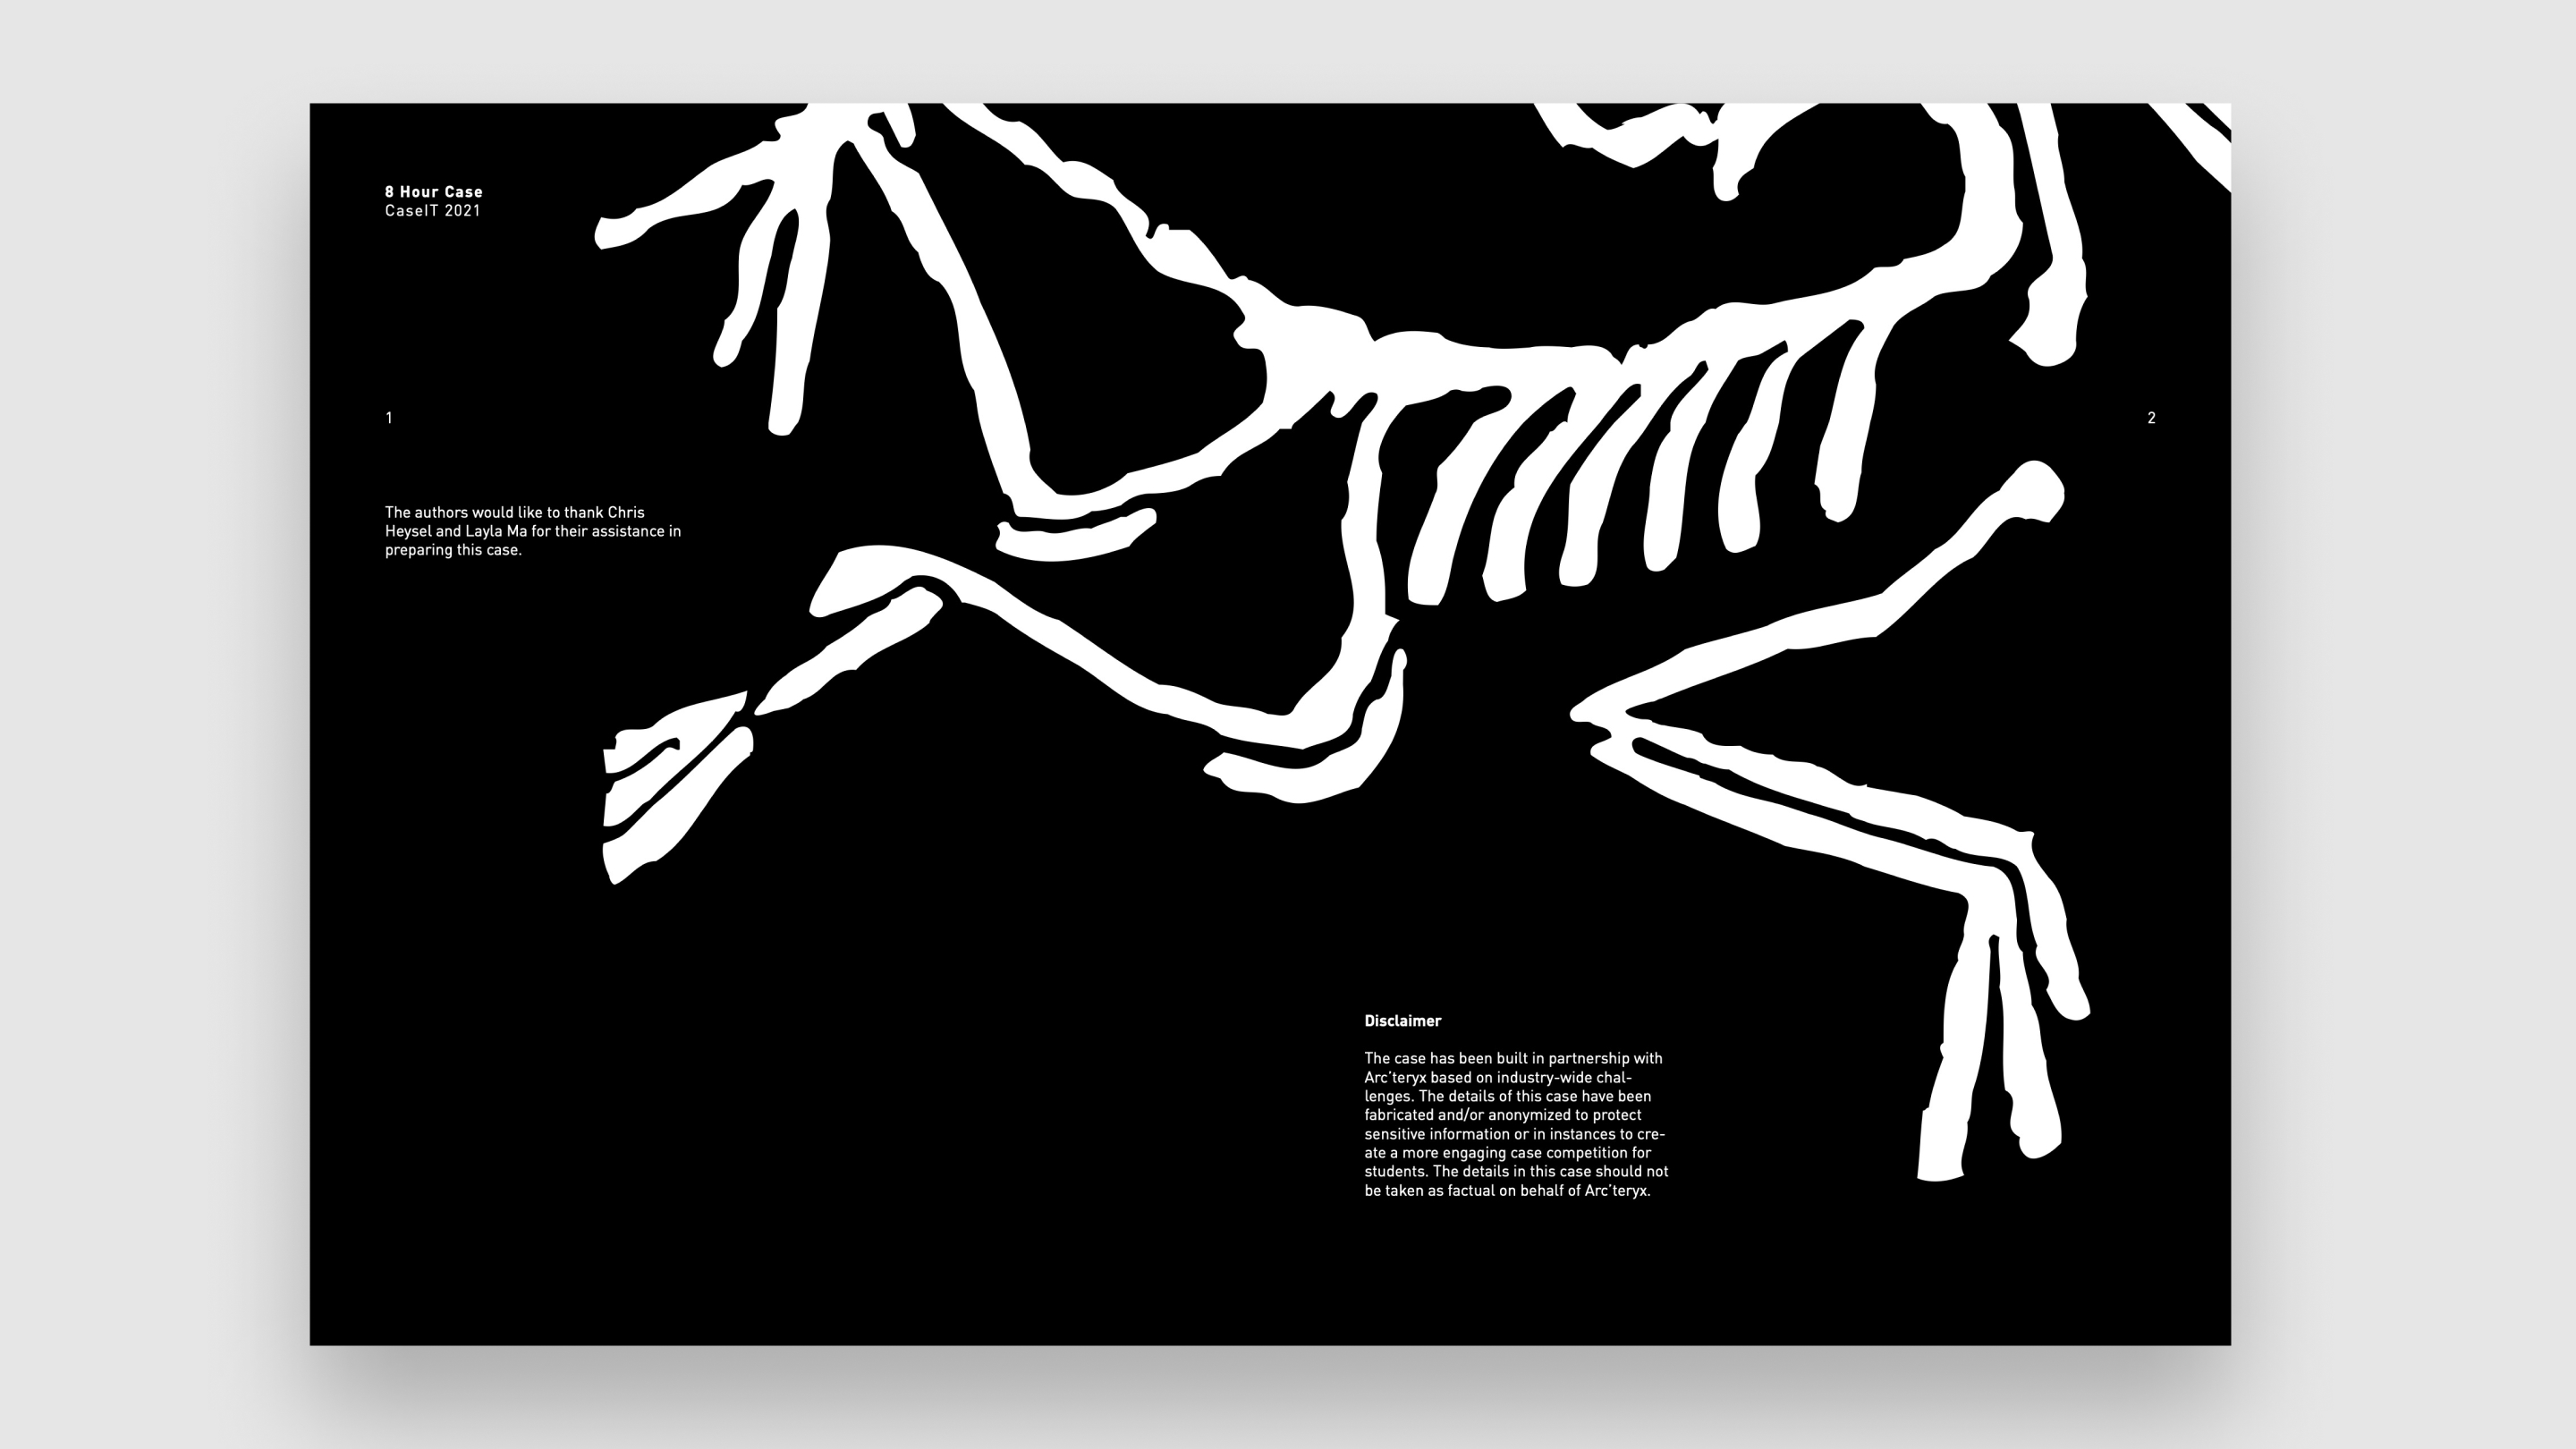 8 Hour Case
CaseIT 2021
1
2
The authors would like to thank Chris
Heysel and Layla Ma for their assistance in
preparing this case.
Disclaimer
The case has been built in partnership with
Arc’teryx based on industry-wide chal-
lenges. The details of this case have been
fabricated and/or anonymized to protect
sensitive information or in instances to cre-
ate a more engaging case competition for
students. The details in this case should not
be taken as factual on behalf of Arc’teryx.